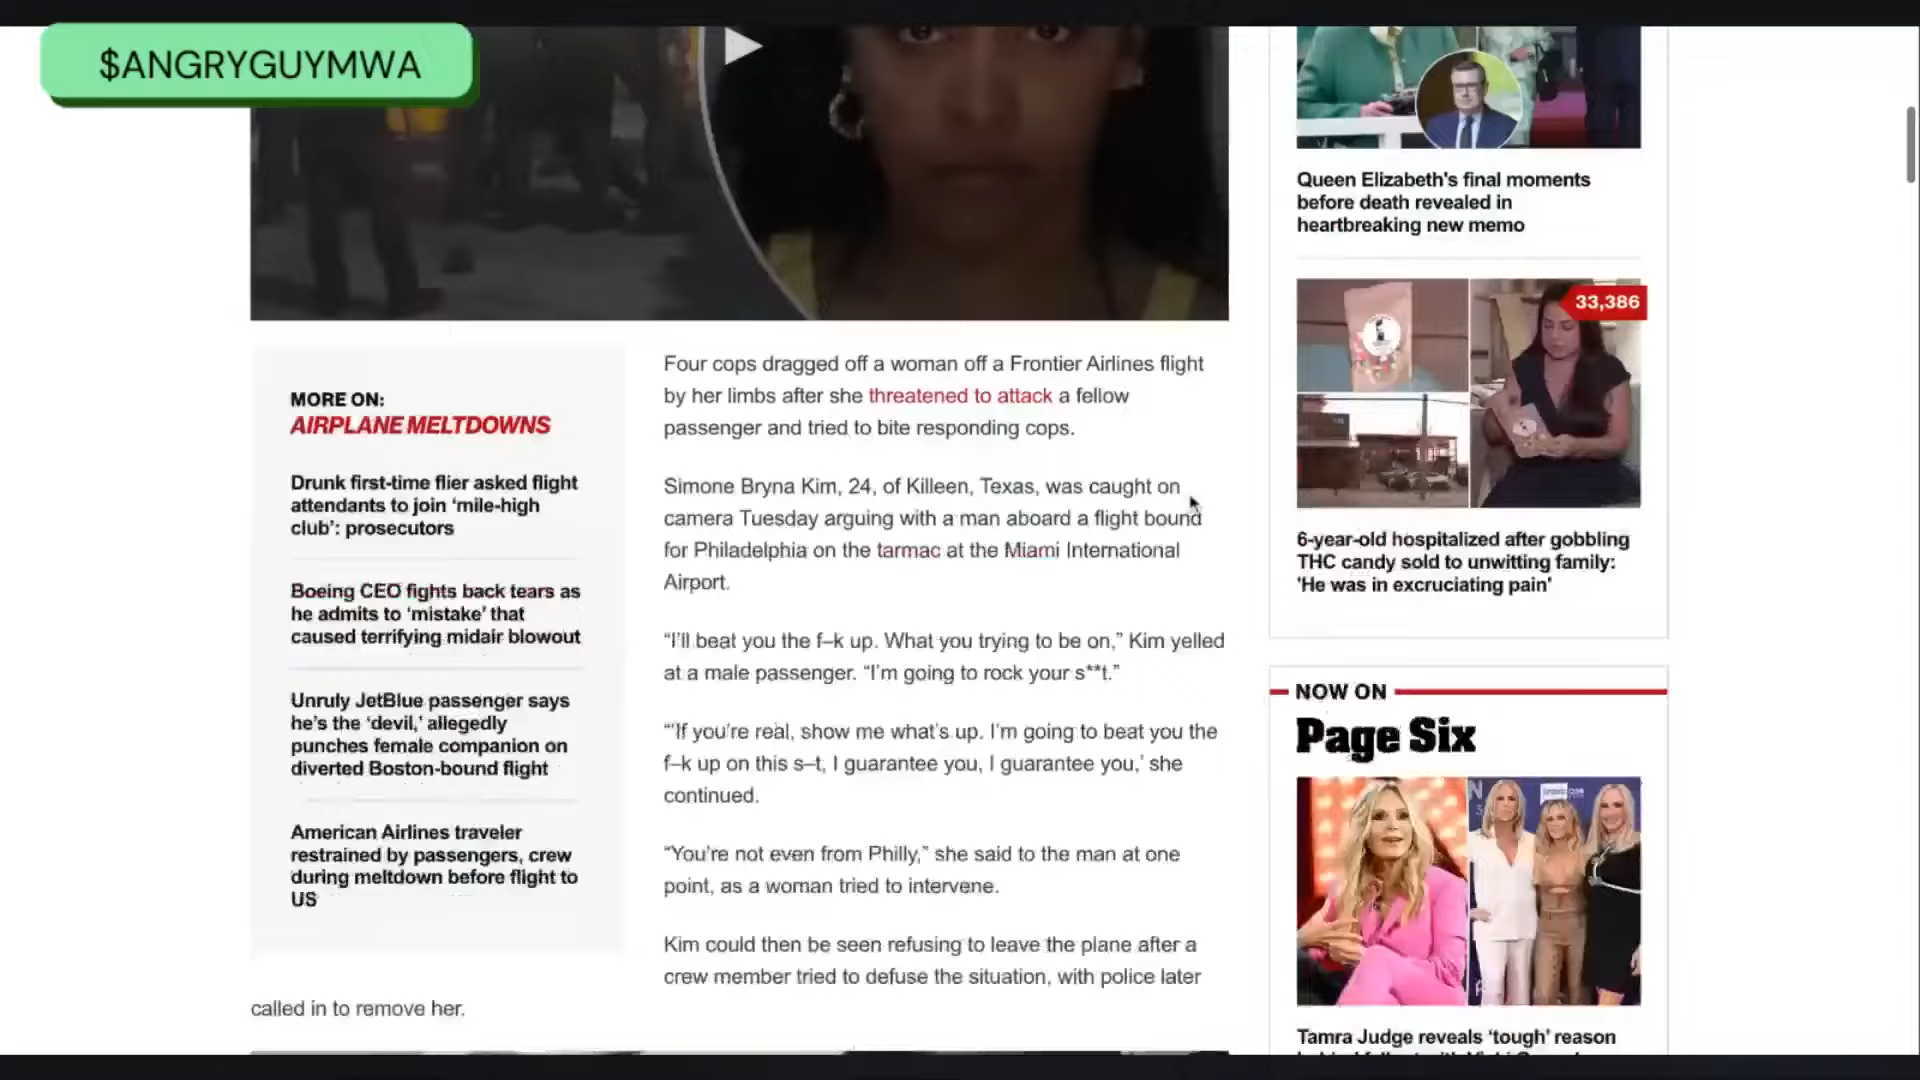 $ANGRYGUYMWA
MORE ON:
AIRPLANE MELTDOWNS
Drunk first-time flier asked flight
attendants to join ‘mile-high
club’: prosecutors
Boeing CEO fights back tears as
he admits to ‘mistake’ that
caused terrifying midair blowout
Unruly JetBlue passenger says
he’s the ‘devil,’ allegedly
punches female companion on
diverted Boston-bound flight
American Airlines traveler
restrained by passengers, crew
during meltdown before flight to
US
Four cops dragged off a woman off a Frontier Airlines flight
by her limbs after she threatened to attack a fellow
passenger and tried to bite responding cops.
Simone Bryna Kim, 24, of Killeen, Texas, was caught on
camera Tuesday arguing with a man aboard a flight bound
for Philadelphia on the tarmac at the Miami International
Airport.
“I’ll beat you the f–k up. What you trying to be on,” Kim yelled
at a male passenger. “I’m going to rock your s**t.”
“‘If you’re real, show me what’s up. I’m going to beat you the
f–k up on this s–t, I guarantee you, I guarantee you,’ she
continued.
“You’re not even from Philly,” she said to the man at one
point, as a woman tried to intervene.
Kim could then be seen refusing to leave the plane after a
crew member tried to defuse the situation, with police later
called in to remove her.
Queen Elizabeth's final moments
before death revealed in
heartbreaking new memo
33,386
6-year-old hospitalized after gobbling
THC candy sold to unwitting family:
'He was in excruciating pain'
NOW ON
Page Six
Tamra Judge reveals ‘tough’ reason